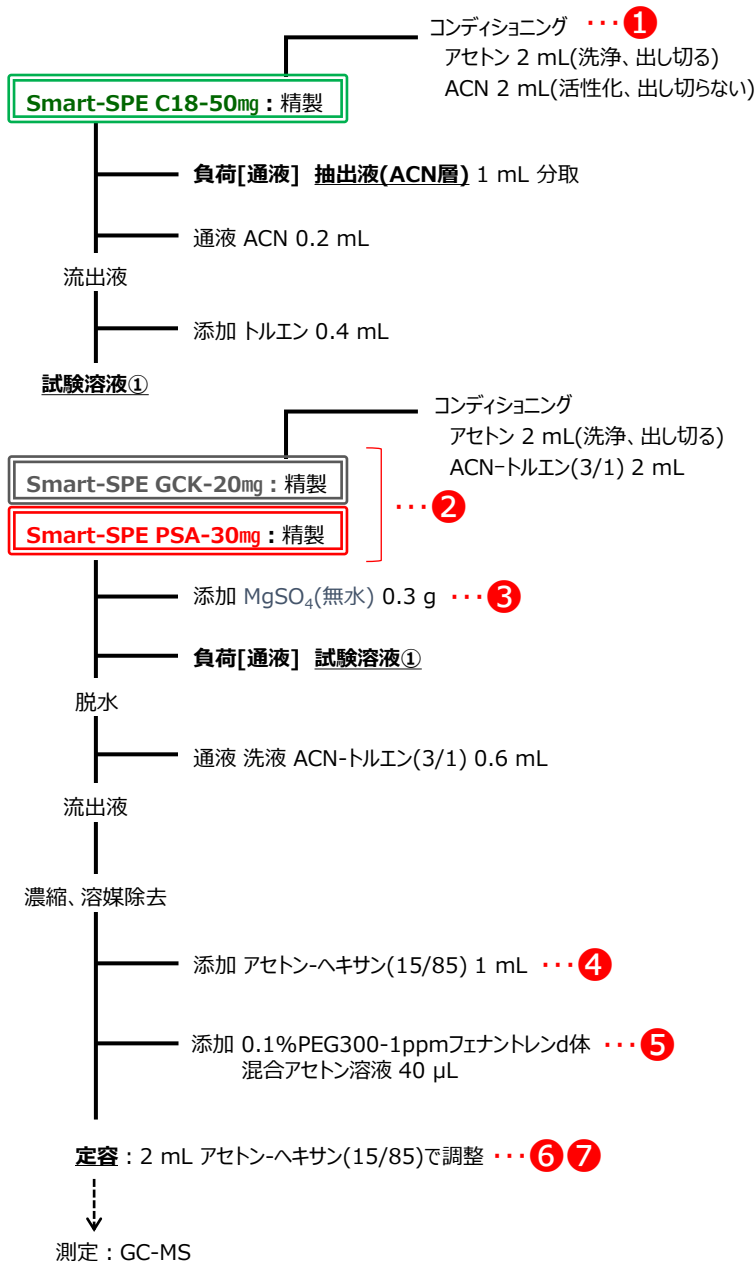 コンディショニング ･･･❶
アセトン 2 mL(洗浄、出し切る)
ACN 2 mL(活性化、出し切らない)
Smart-SPE C18-50mg：精製
負荷[通液] 抽出液(ACN層) 1 mL 分取
通液 ACN 0.2 mL
流出液
添加 トルエン 0.4 mL
試験溶液①
コンディショニング
アセトン 2 mL(洗浄、出し切る)
ACN-トルエン(3/1) 2 mL
Smart-SPE GCK-20mg：精製
･･･❷
Smart-SPE PSA-30mg：精製
添加 MgSO₄(無水) 0.3 g ･･･❸
負荷[通液] 試験溶液①
脱水
通液 洗液 ACN-トルエン(3/1) 0.6 mL
流出液
濃縮、溶媒除去
添加 アセトン-ヘキサン(15/85) 1 mL ･･･❹
添加 0.1%PEG300-1ppmフェナントレンd体 ･･･❺
混合アセトン溶液 40 μL
定容：2 mL アセトン-ヘキサン(15/85)で調整 ･･･❻❼
測定：GC-MS